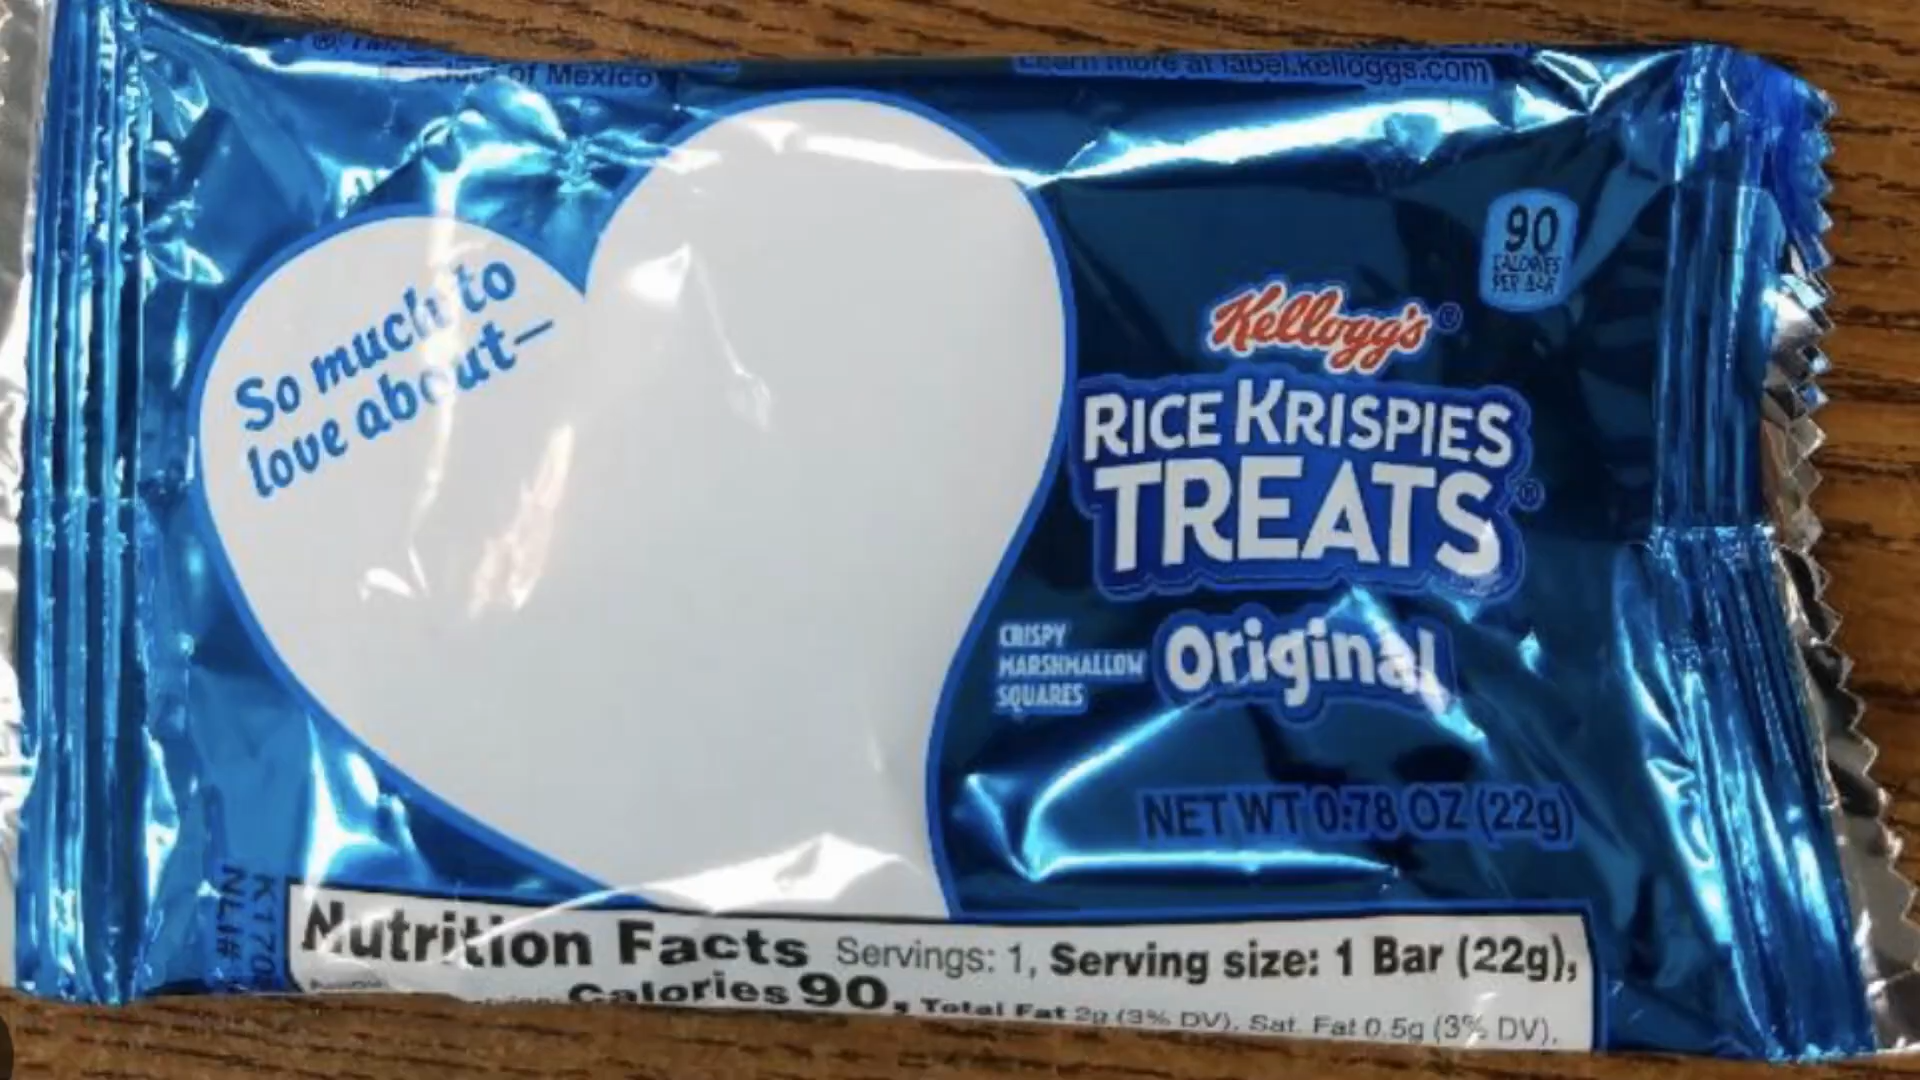 Product of Mexico
Learn more at label.kelloggs.com
So much to
love about—
90
CALORIES
PER BAR
Kellogg's®
RICE KRISPIES
TREATS®
CRISPY
MARSHMALLOW
SQUARES
Original
NET WT 0.78 OZ (22g)
NLI#
Nutrition Facts Servings: 1, Serving size: 1 Bar (22g),
Calories 90, Total Fat 2g (3% DV), Sat. Fat 0.5g (3% DV),